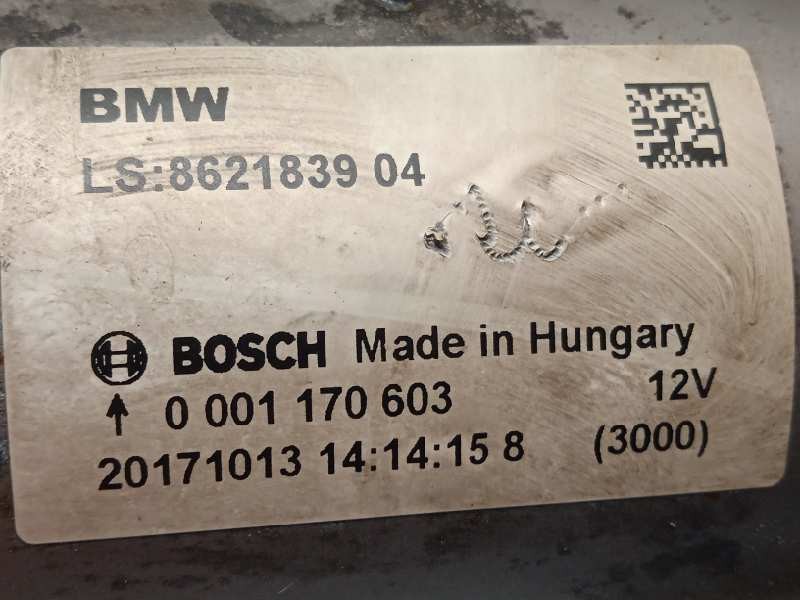 BMW
LS:8621839 04
BOSCH Made in Hungary
↑ 0 001 170 603 12V
20171013 14:14:15 8 (3000)